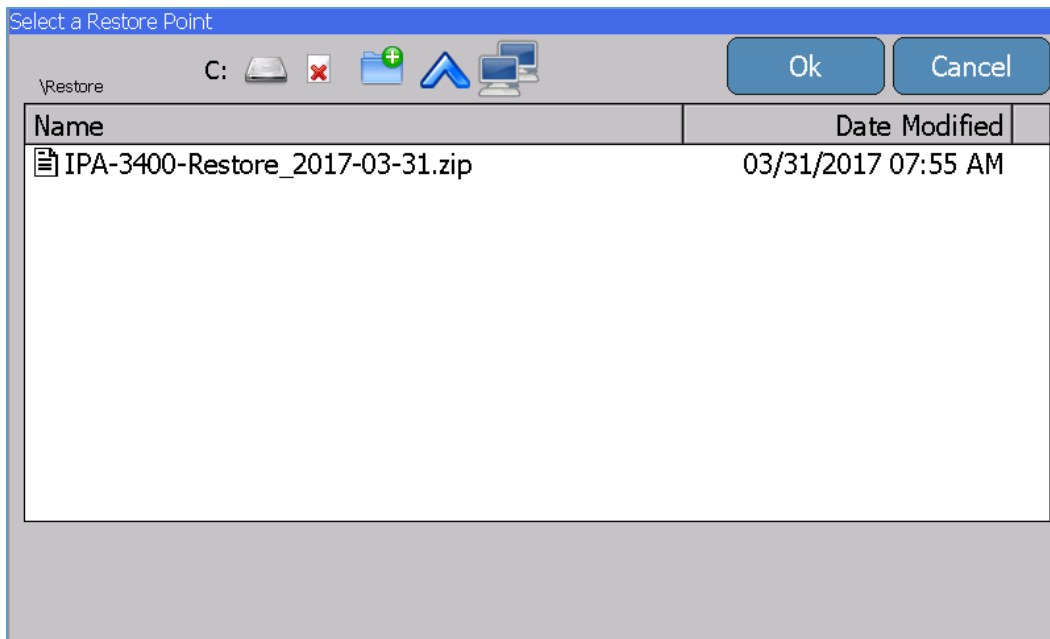 Select a Restore Point
\Restore
C:
Ok
Cancel
Name
Date Modified
IPA-3400-Restore_2017-03-31.zip
03/31/2017 07:55 AM